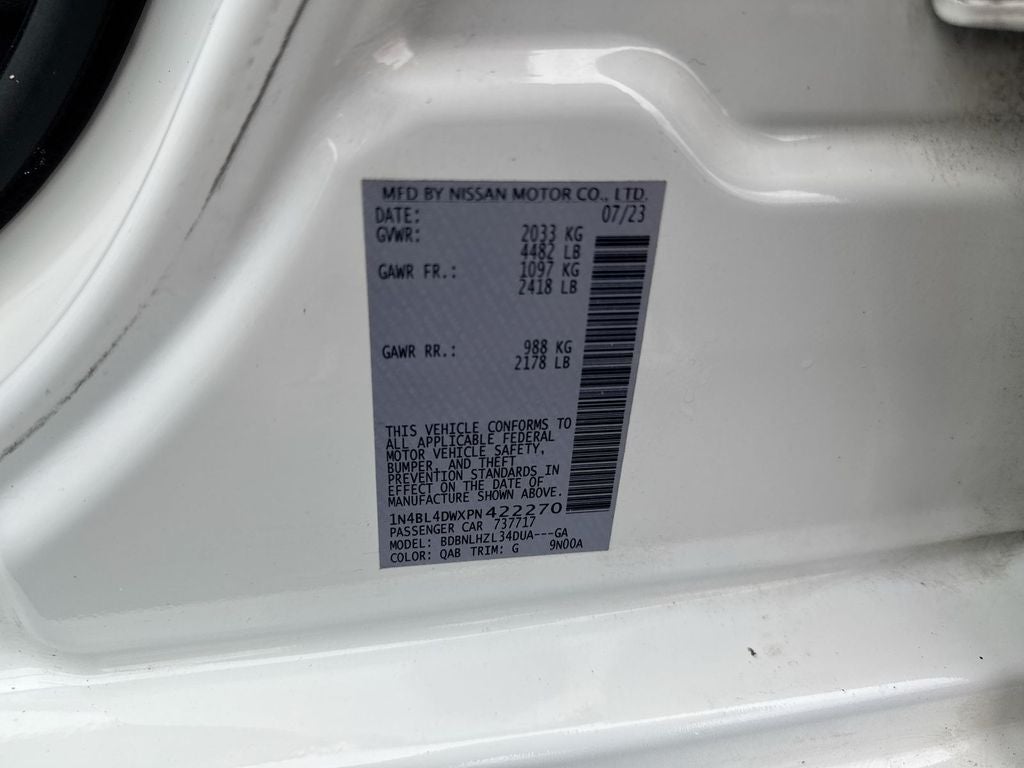 MFD BY NISSAN MOTOR CO., LTD.
DATE: 07/23
GVWR: 2033 KG
4482 LB
GAWR FR.: 1097 KG
2418 LB
GAWR RR.: 988 KG
2178 LB
THIS VEHICLE CONFORMS TO
ALL APPLICABLE FEDERAL
MOTOR VEHICLE SAFETY,
BUMPER, AND THEFT
PREVENTION STANDARDS IN
EFFECT ON THE DATE OF
MANUFACTURE SHOWN ABOVE.
1N4BL4DWXPN422270
PASSENGER CAR 737717
MODEL: BDBNLHZL34DUA---GA
COLOR: QAB TRIM: G 9N00A